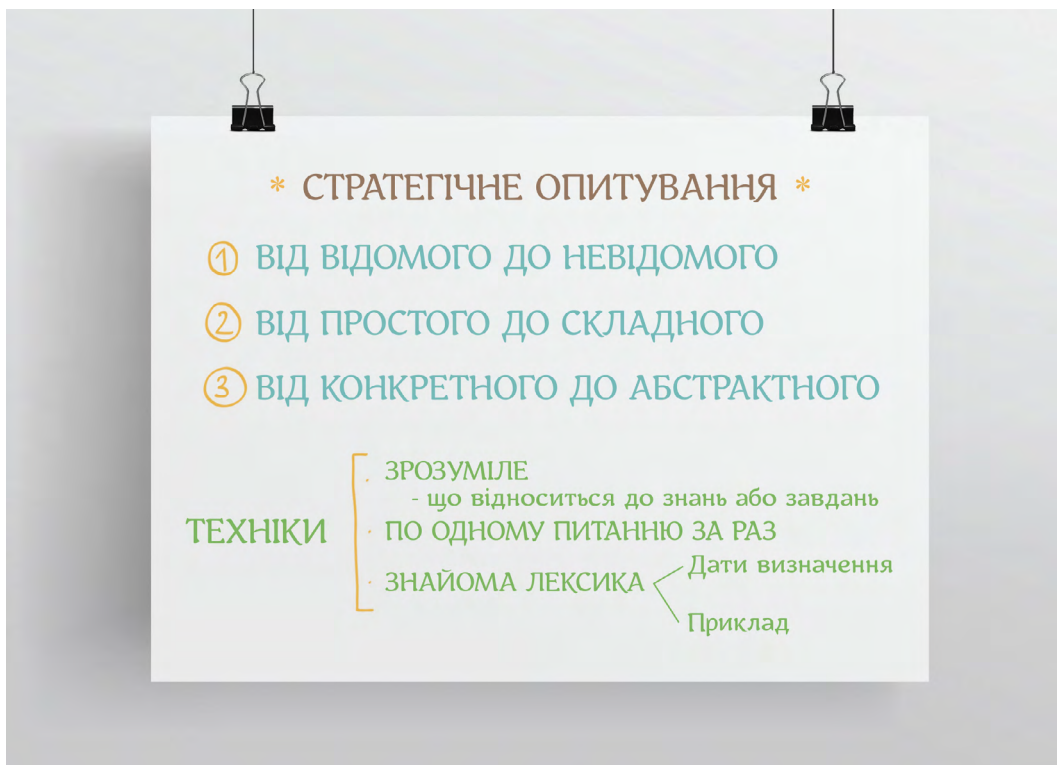 * СТРАТЕГІЧНЕ ОПИТУВАННЯ *
1 ВІД ВІДОМОГО ДО НЕВІДОМОГО
2 ВІД ПРОСТОГО ДО СКЛАДНОГО
3 ВІД КОНКРЕТНОГО ДО АБСТРАКТНОГО
ТЕХНІКИ
· ЗРОЗУМІЛЕ
- що відноситься до знань або завдань
· ПО ОДНОМУ ПИТАННЮ ЗА РАЗ
· ЗНАЙОМА ЛЕКСИКА
Дати визначення
Приклад